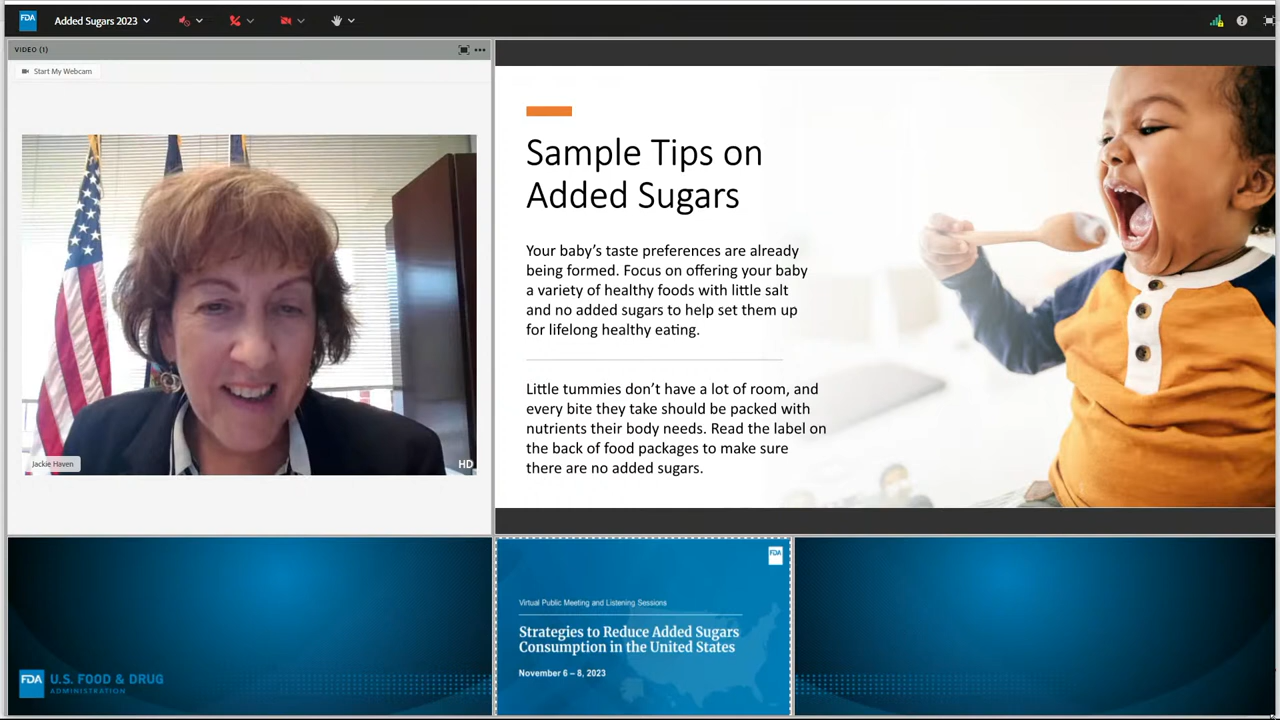 FDA
Added Sugars 2023
VIDEO (1)
Start My Webcam
Jackie Haven
HD
Sample Tips on
Added Sugars
Your baby’s taste preferences are already
being formed. Focus on offering your baby
a variety of healthy foods with little salt
and no added sugars to help set them up
for lifelong healthy eating.
Little tummies don’t have a lot of room, and
every bite they take should be packed with
nutrients their body needs. Read the label on
the back of food packages to make sure
there are no added sugars.
FDA
U.S. FOOD & DRUG
ADMINISTRATION
FDA
Virtual Public Meeting and Listening Sessions
Strategies to Reduce Added Sugars
Consumption in the United States
November 6 – 8, 2023